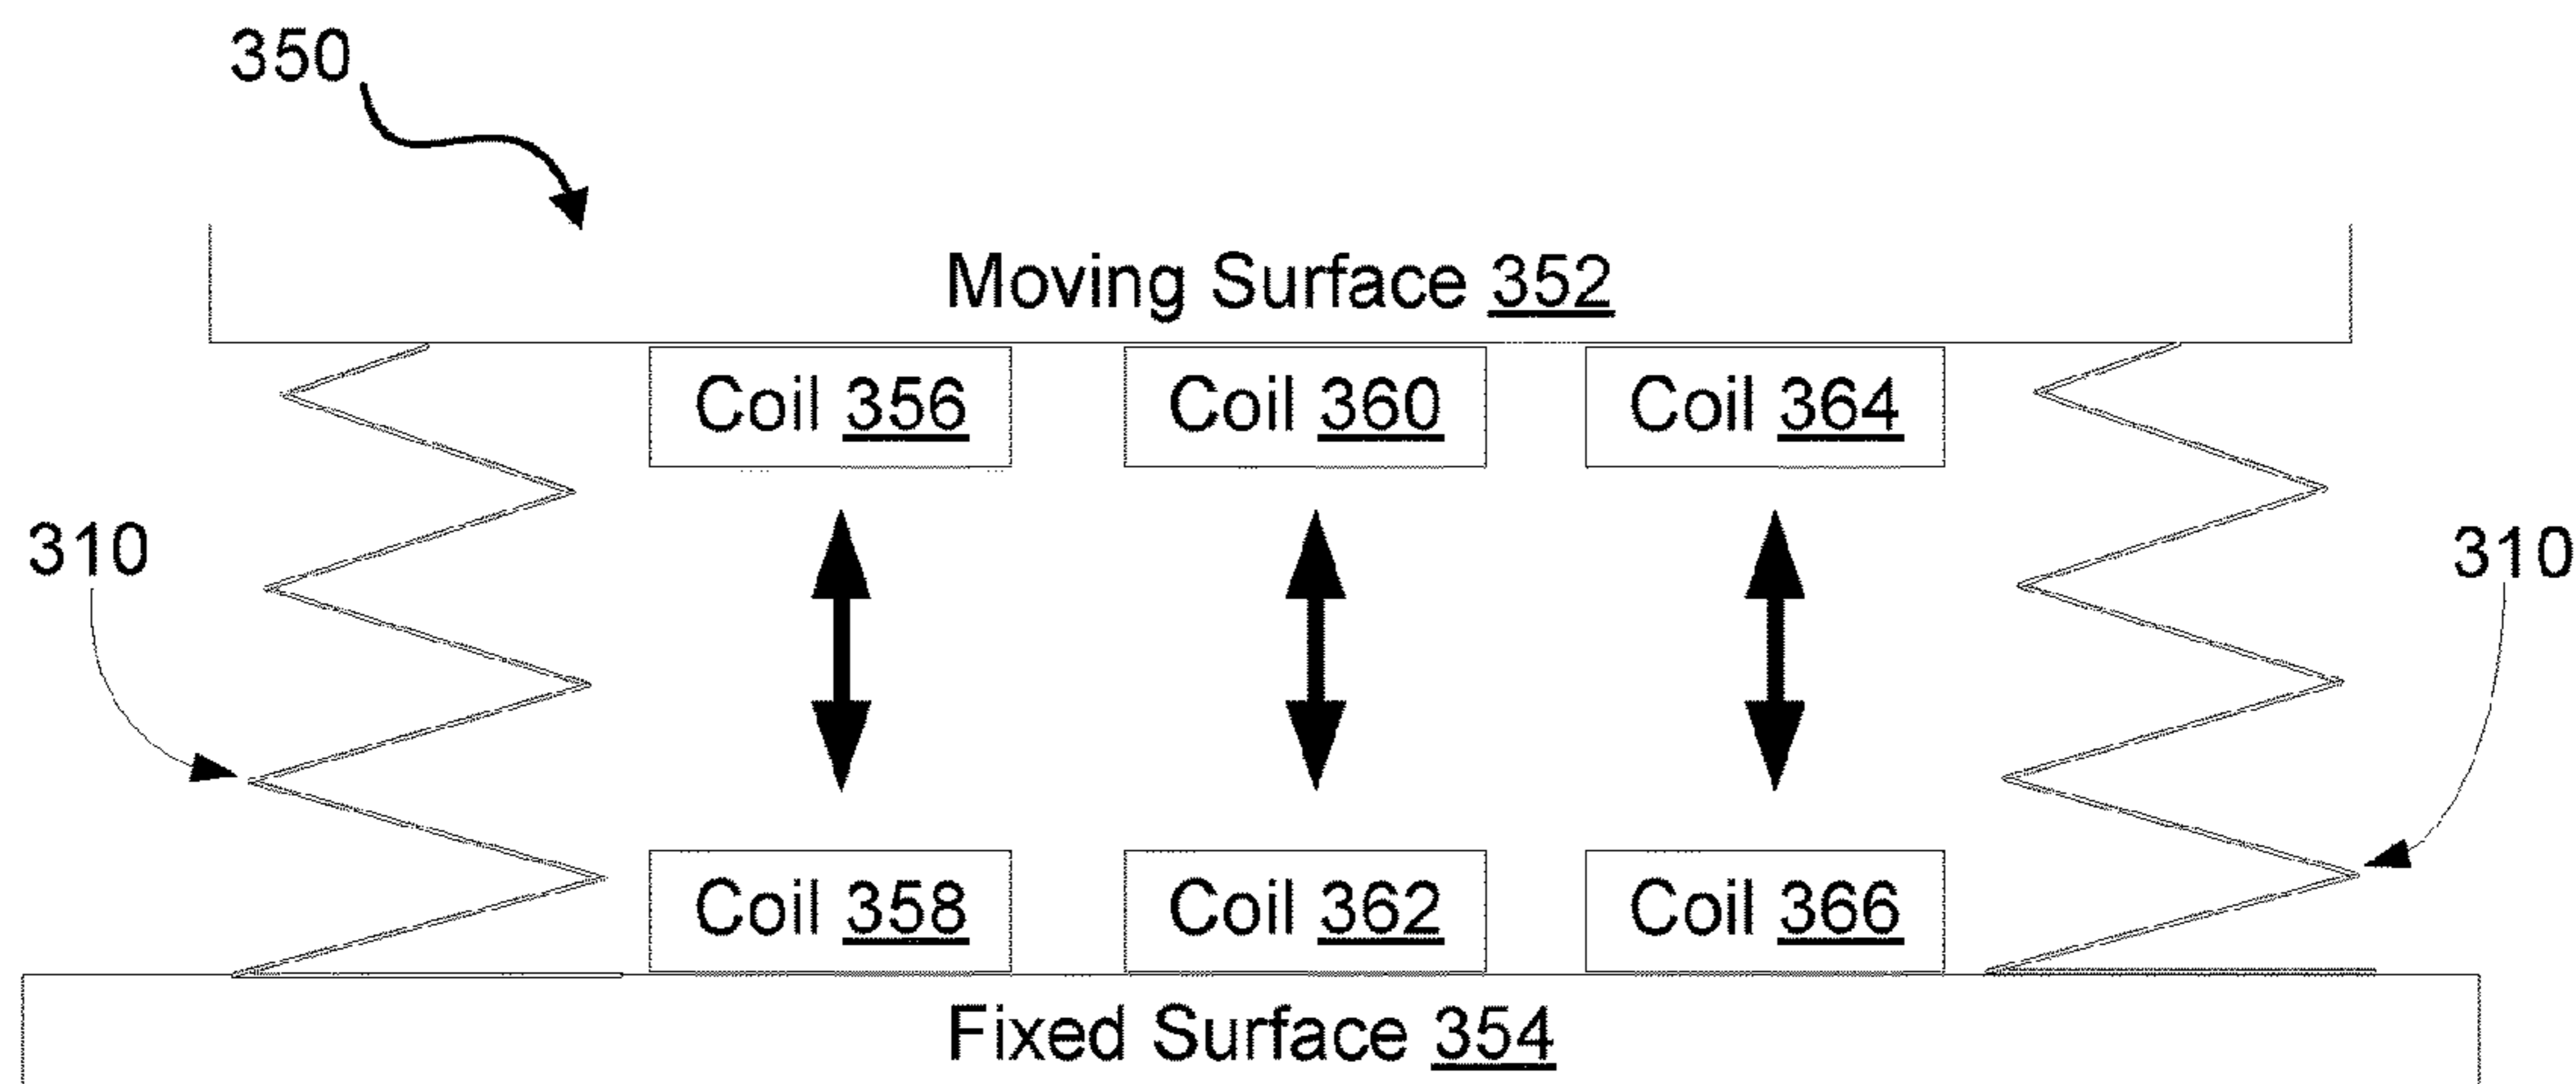 350
Moving Surface 352
Coil 356 Coil 360 Coil 364
310 310
Coil 358 Coil 362 Coil 366
Fixed Surface 354